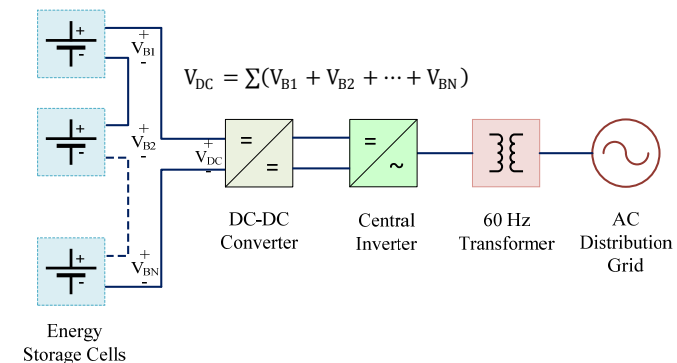 +
-
+
V_B1
-
V_DC = ∑(V_B1 + V_B2 + ⋯ + V_BN)
+
-
+
V_B2
-
+
V_DC
-
=
=
=
~
DC-DC
Converter
Central
Inverter
60 Hz
Transformer
AC
Distribution
Grid
+
-
+
V_BN
-
Energy
Storage Cells